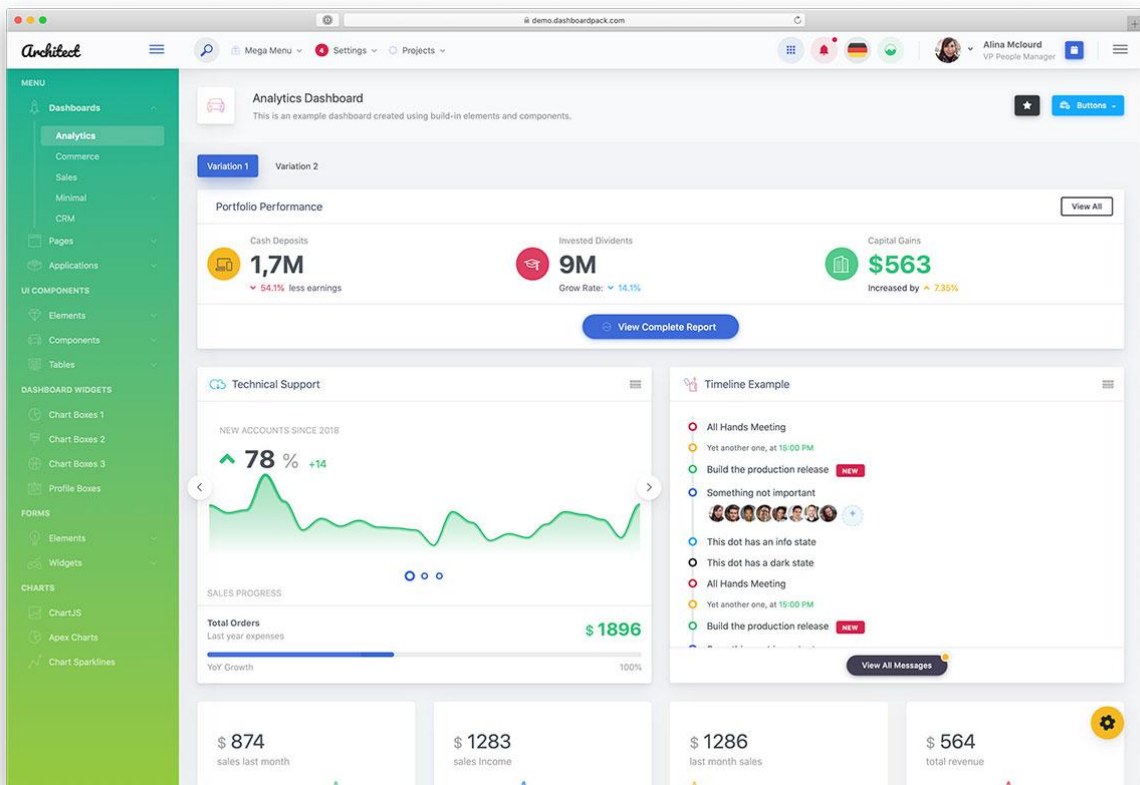 demo.dashboardpack.com
Architect
Mega Menu
4 Settings
Projects
Alina Mclourd
VP People Manager
MENU
Dashboards
Analytics
Commerce
Sales
Minimal
CRM
Pages
Applications
UI COMPONENTS
Elements
Components
Tables
DASHBOARD WIDGETS
Chart Boxes 1
Chart Boxes 2
Chart Boxes 3
Profile Boxes
FORMS
Elements
Widgets
CHARTS
ChartJS
Apex Charts
Chart Sparklines
Analytics Dashboard
This is an example dashboard created using build-in elements and components.
Buttons
Variation 1
Variation 2
Portfolio Performance
View All
Cash Deposits
1,7M
54.1% less earnings
Invested Dividents
9M
Grow Rate: 14.1%
Capital Gains
$563
Increased by 7.35%
View Complete Report
Technical Support
NEW ACCOUNTS SINCE 2018
78 % +14
SALES PROGRESS
Total Orders
Last year expenses
$ 1896
YoY Growth
100%
Timeline Example
All Hands Meeting
Yet another one, at 15:00 PM
Build the production release NEW
Something not important
+
This dot has an info state
This dot has a dark state
All Hands Meeting
Yet another one, at 15:00 PM
Build the production release NEW
View All Messages
$ 874
sales last month
$ 1283
sales Income
$ 1286
last month sales
$ 564
total revenue